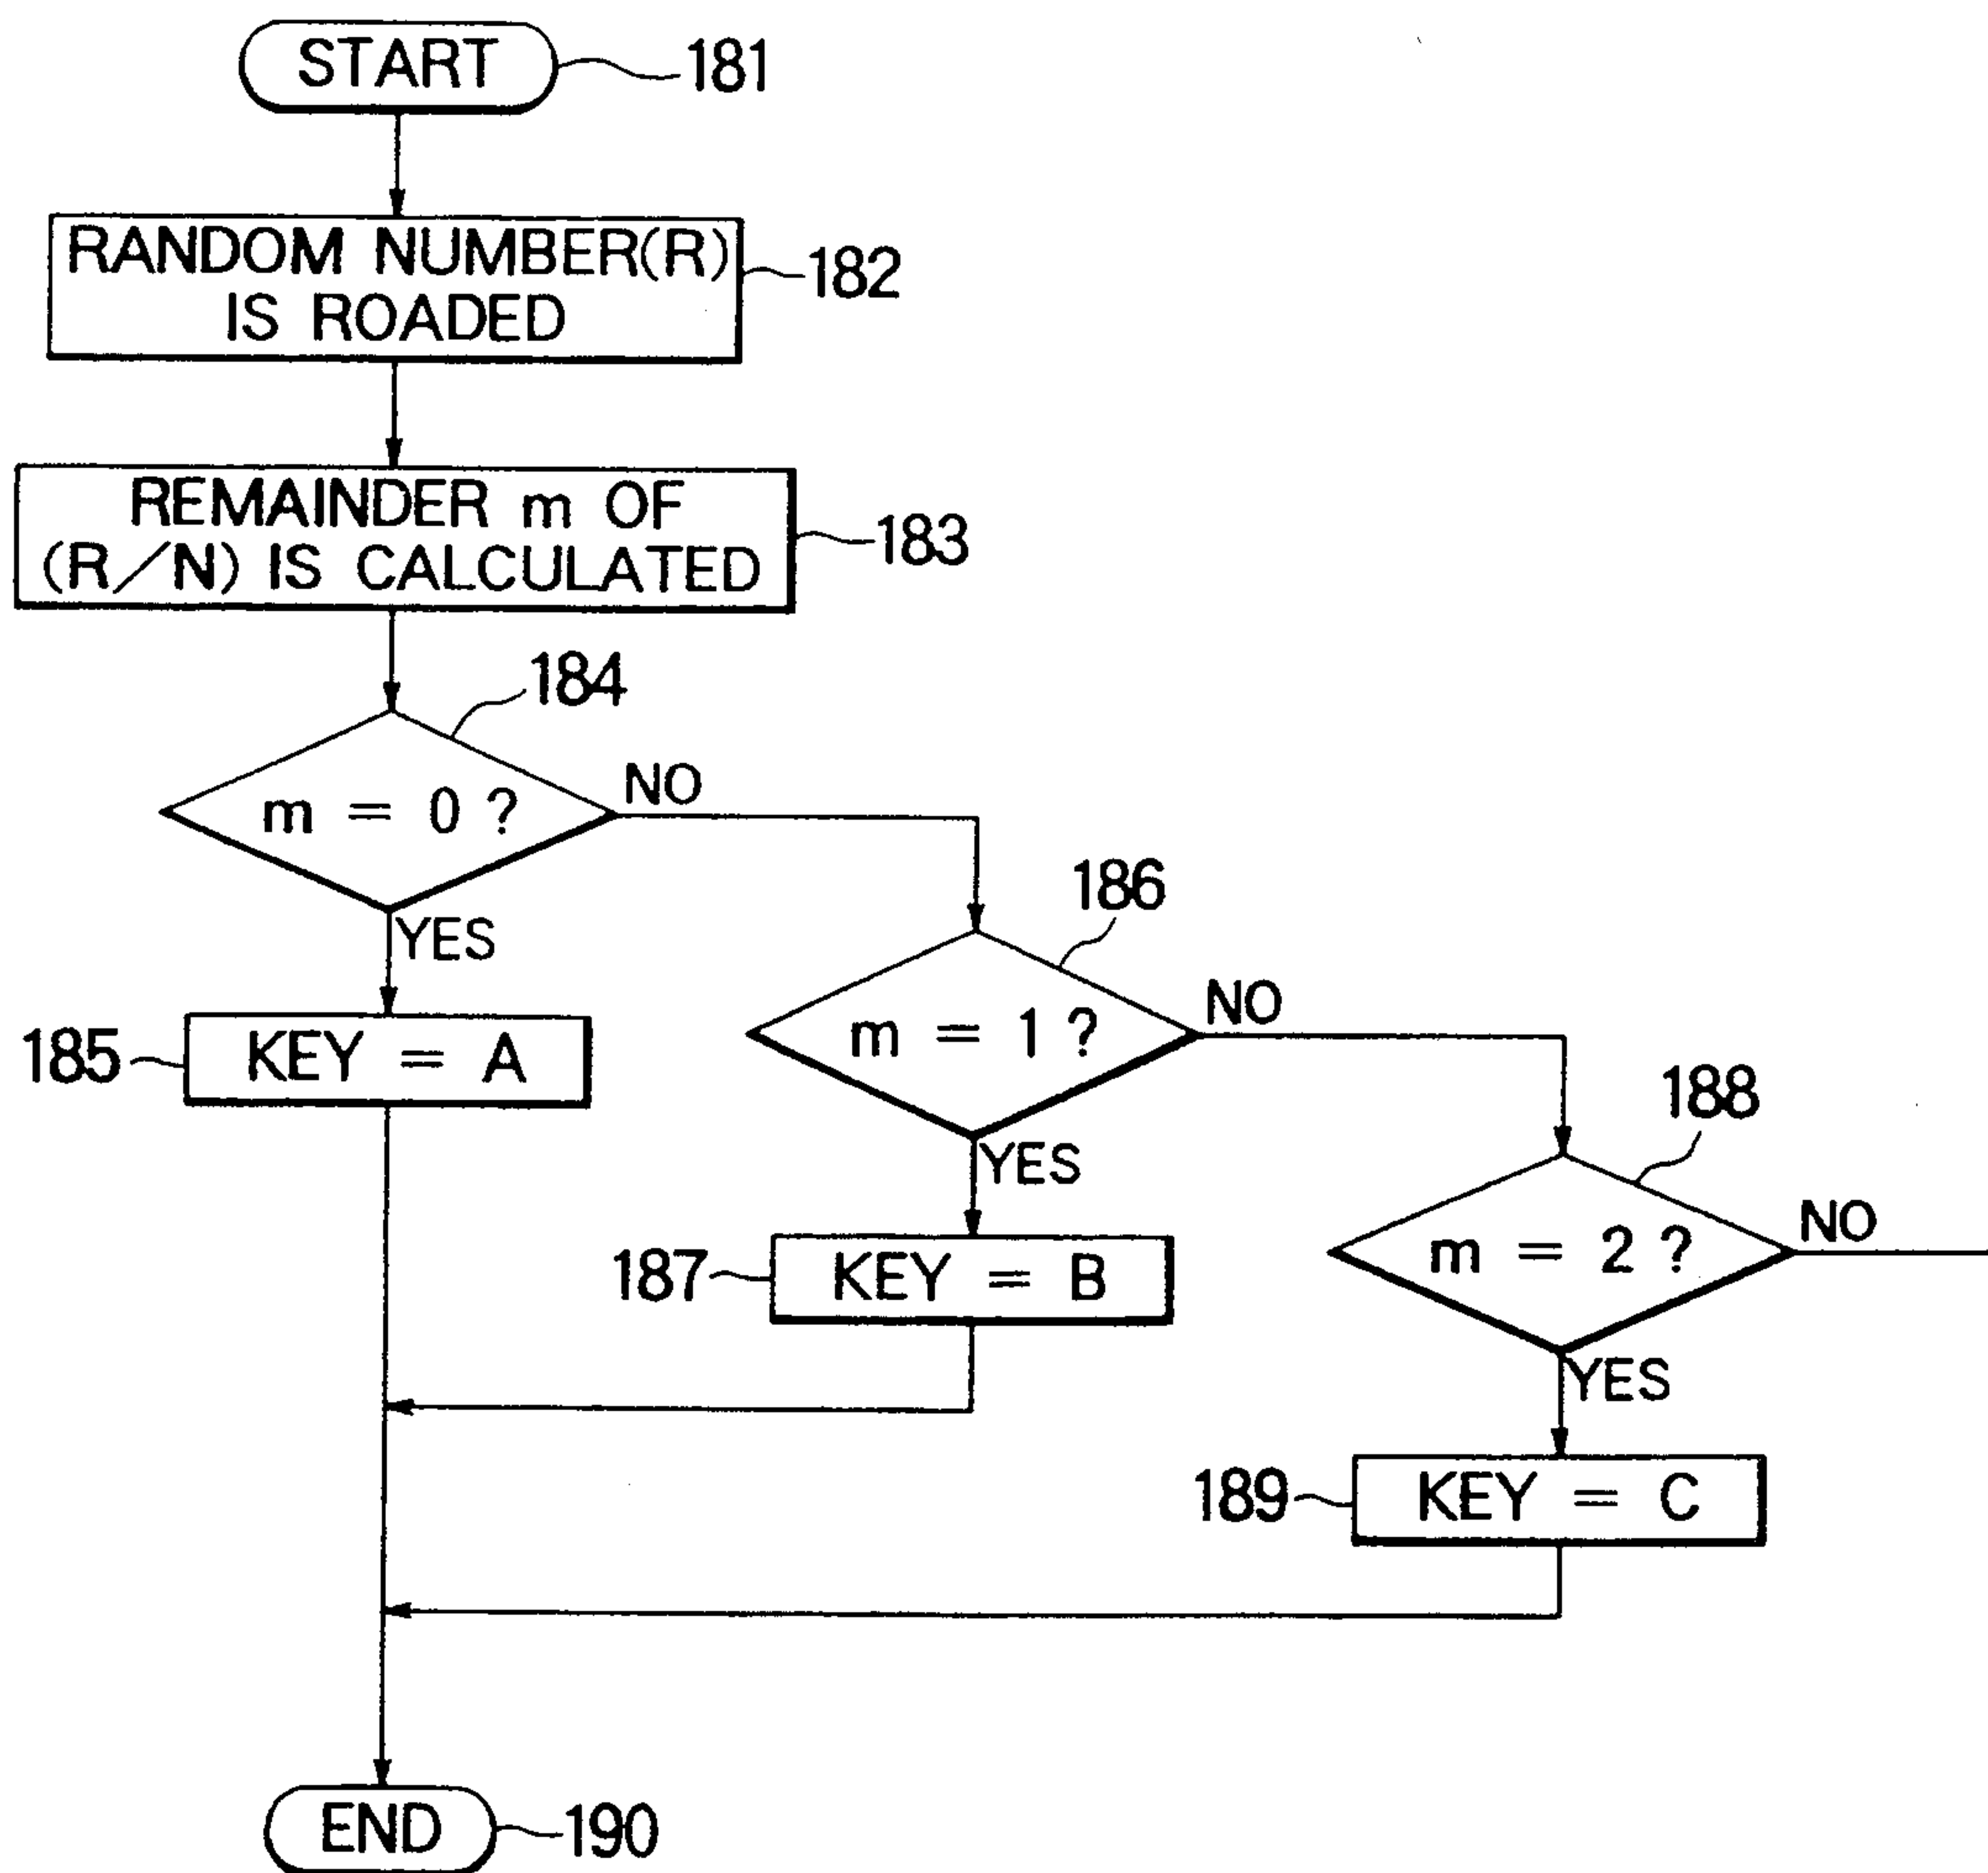 START
181
RANDOM NUMBER(R)
IS ROADED
182
REMAINDER m OF
(R/N) IS CALCULATED
183
184
m = 0 ?
NO
YES
186
185
KEY = A
m = 1 ?
NO
YES
188
187
KEY = B
m = 2 ?
NO
YES
189
KEY = C
END
190